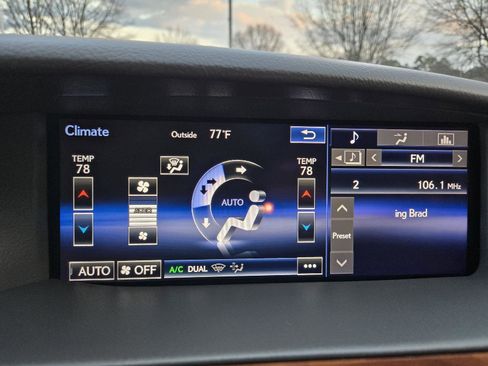 Climate
Outside 77°F
TEMP
78
TEMP
78
AUTO
AUTO
OFF
A/C DUAL
FM
2 106.1 MHz
ing Brad
Preset